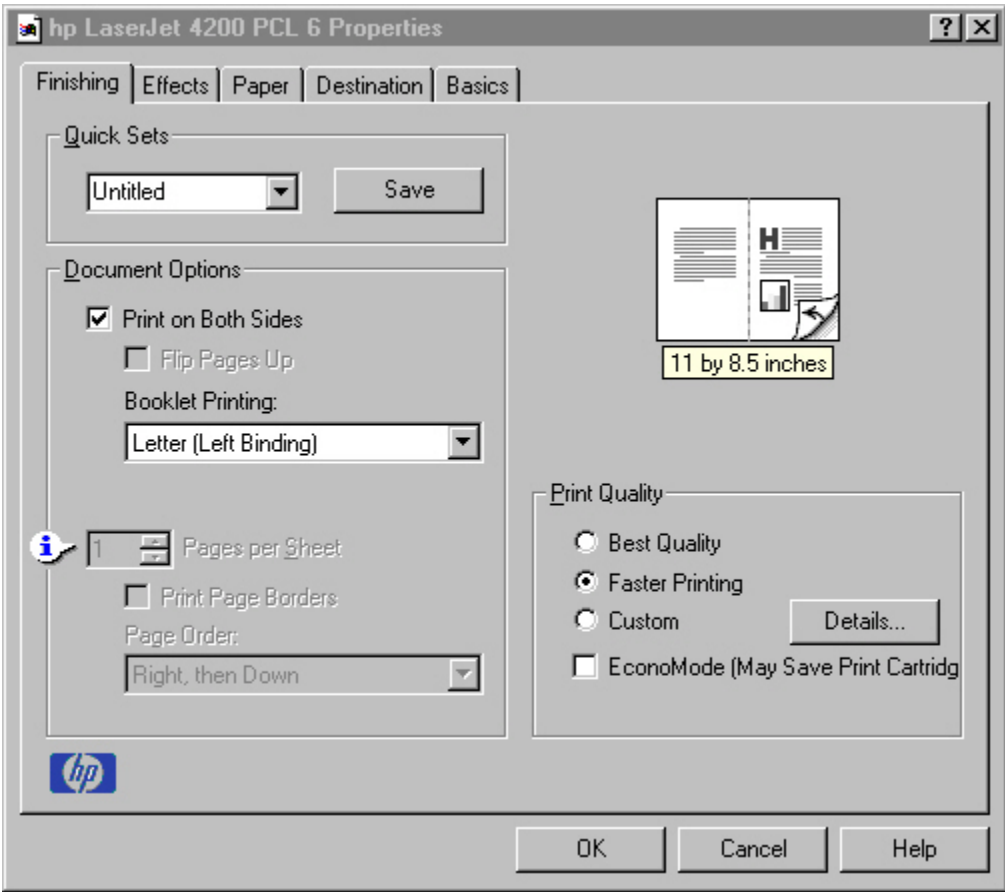 hp LaserJet 4200 PCL 6 Properties
Finishing Effects Paper Destination Basics
Quick Sets
Untitled Save
H
11 by 8.5 inches
Document Options
Print on Both Sides
Flip Pages Up
Booklet Printing:
Letter (Left Binding)
1 Pages per Sheet
Print Page Borders
Page Order:
Right, then Down
Print Quality
Best Quality
Faster Printing
Custom Details...
EconoMode (May Save Print Cartridg
hp
OK Cancel Help